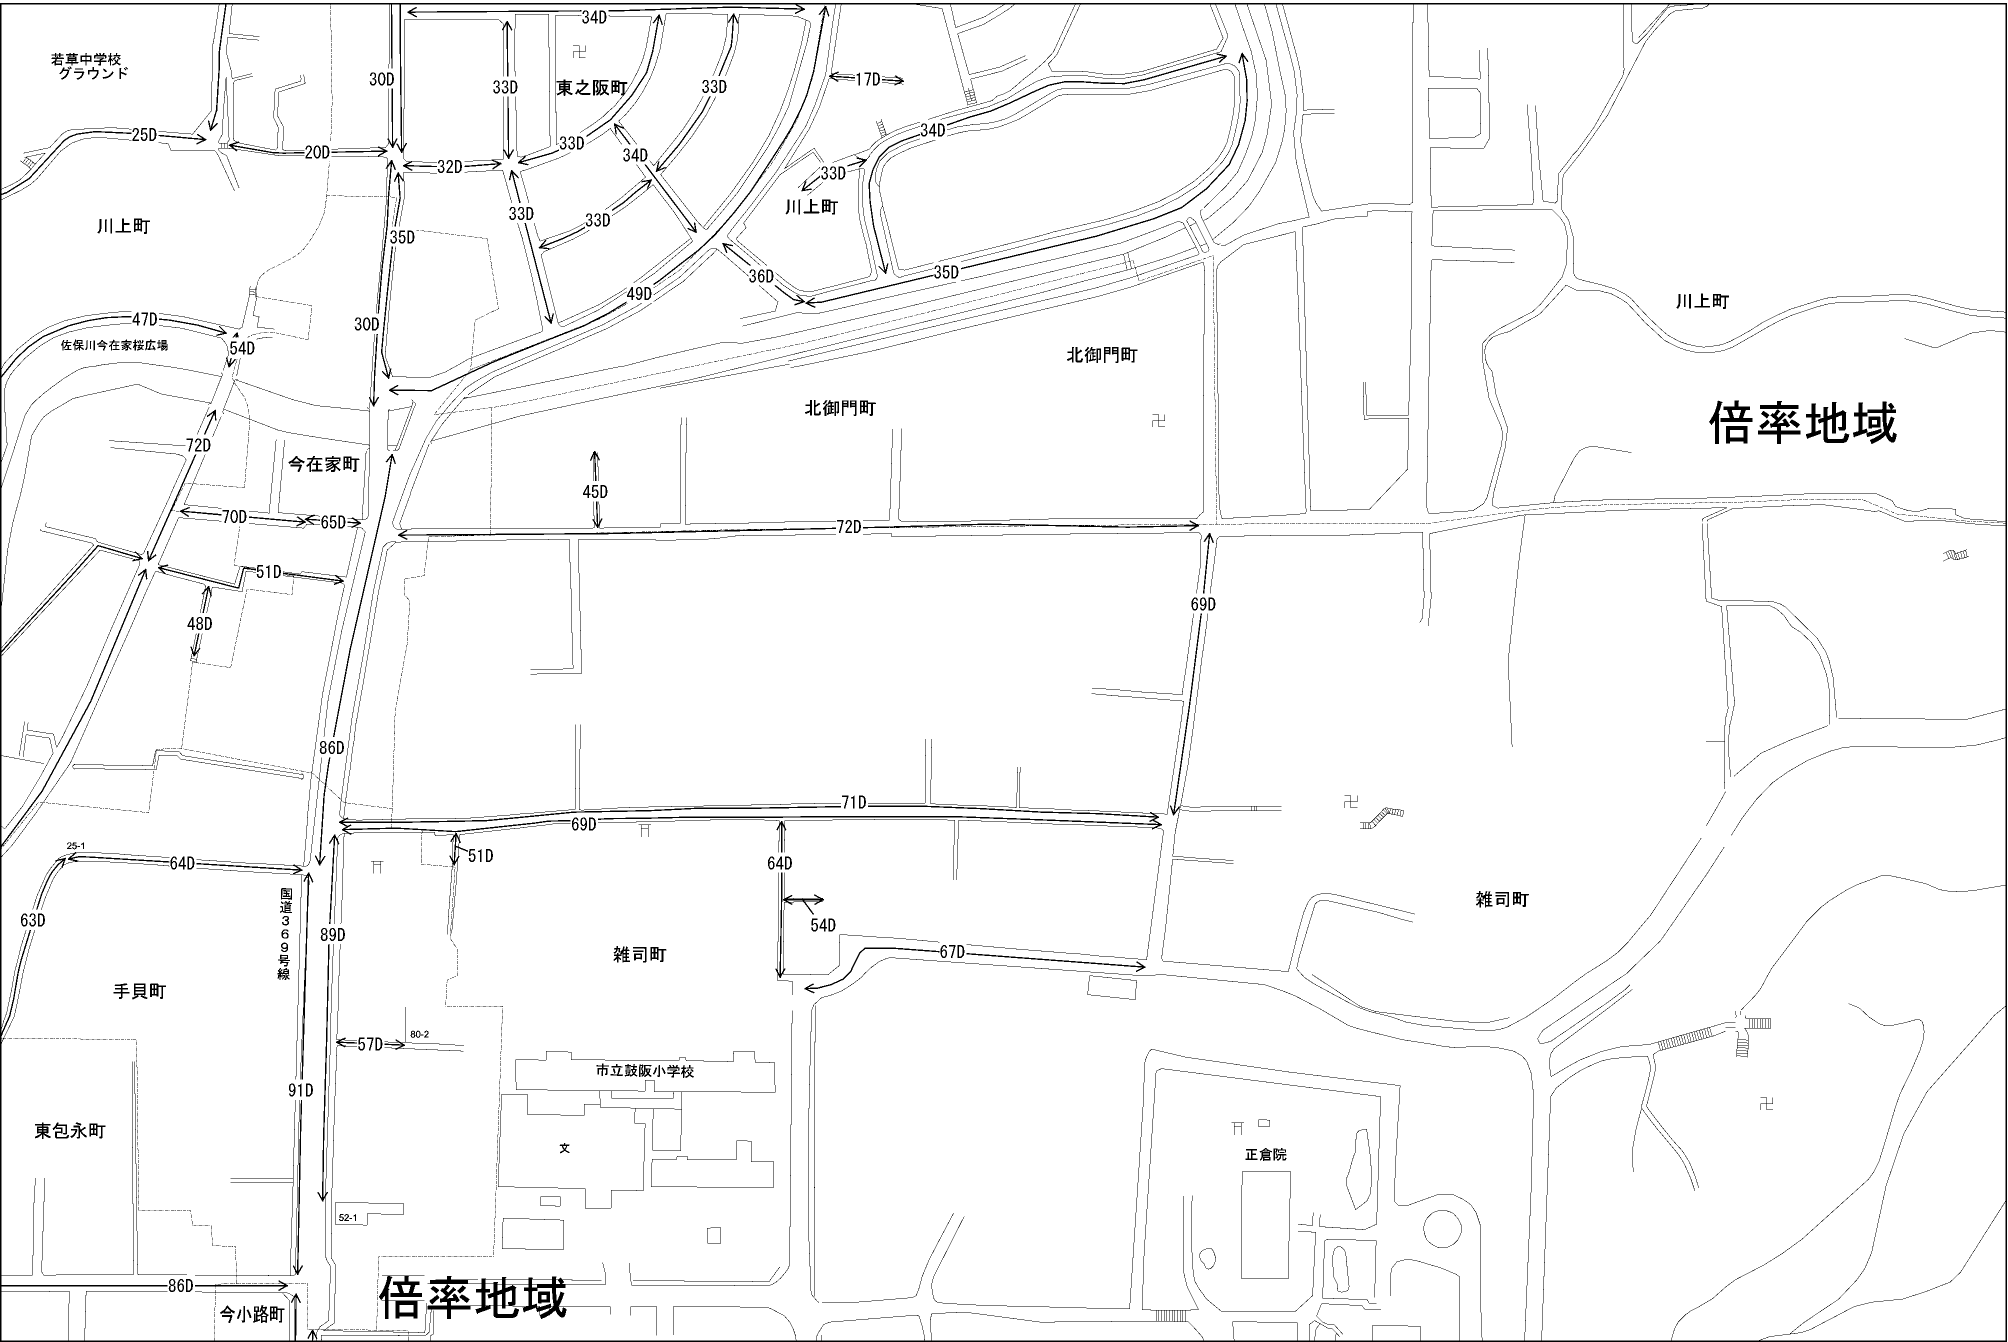 34D
若草中学校
グラウンド
30D
33D
東之阪町
33D
17D
25D
20D
32D
33D
34D
34D
33D
川上町
33D
33D
川上町
35D
36D
35D
49D
川上町
47D
30D
佐保川今在家桜広場
54D
北御門町
北御門町
倍率地域
72D
今在家町
45D
70D
65D
72D
51D
48D
69D
86D
71D
69D
25-1
64D
51D
64D
国道369号線
63D
89D
54D
雑司町
雑司町
67D
手貝町
80-2
57D
市立鼓阪小学校
91D
東包永町
文
正倉院
52-1
86D
倍率地域
今小路町